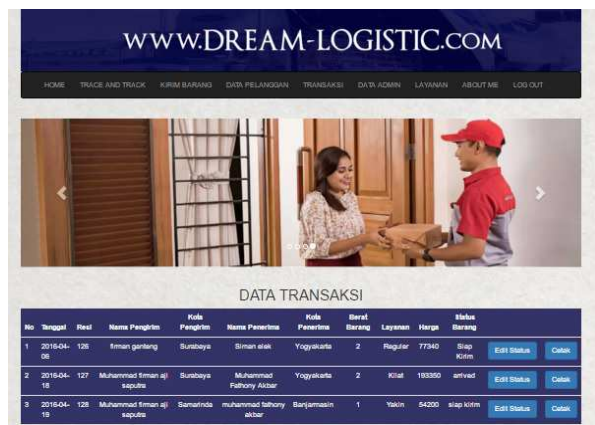 WWW.DREAM-LOGISTIC.COM
HOME TRACE AND TRACK KIRIM BARANG DATA PELANGGAN TRANSAKSI DATA ADMIN LAYANAN ABOUT ME LOG OUT
DATA TRANSAKSI
No Tanggal Resi Nama Pengirim Kota Pengirim Nama Penerima Kota Penerima Berat Barang Layanan Harga Status Barang
1 2016-04-06 126 firman ganteng Surabaya Siman elek Yogyakarta 2 Reguler 77340 Siap Kirim Edit Status Cetak
2 2016-04-18 127 Muhammad firman aji saputra Surabaya Muhammad Fathony Akbar Yogyakarta 2 Kilat 193350 arrived Edit Status Cetak
3 2016-04-19 128 Muhammad firman aji saputra Samarinda muhammad fathony akbar Banjarmasin 1 Yakin 54200 siap kirim Edit Status Cetak